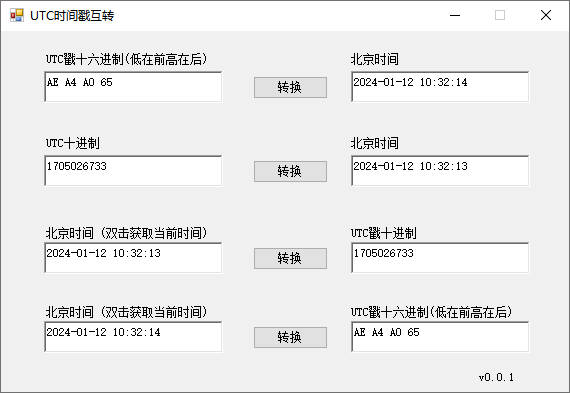 UTC时间戳互转
UTC戳十六进制(低在前高在后)
北京时间
AE A4 A0 65
转换
2024-01-12 10:32:14
UTC十进制
北京时间
1705026733
转换
2024-01-12 10:32:13
北京时间（双击获取当前时间）
UTC戳十进制
2024-01-12 10:32:13
转换
1705026733
北京时间（双击获取当前时间）
UTC戳十六进制(低在前高在后)
2024-01-12 10:32:14
转换
AE A4 A0 65
v0.0.1